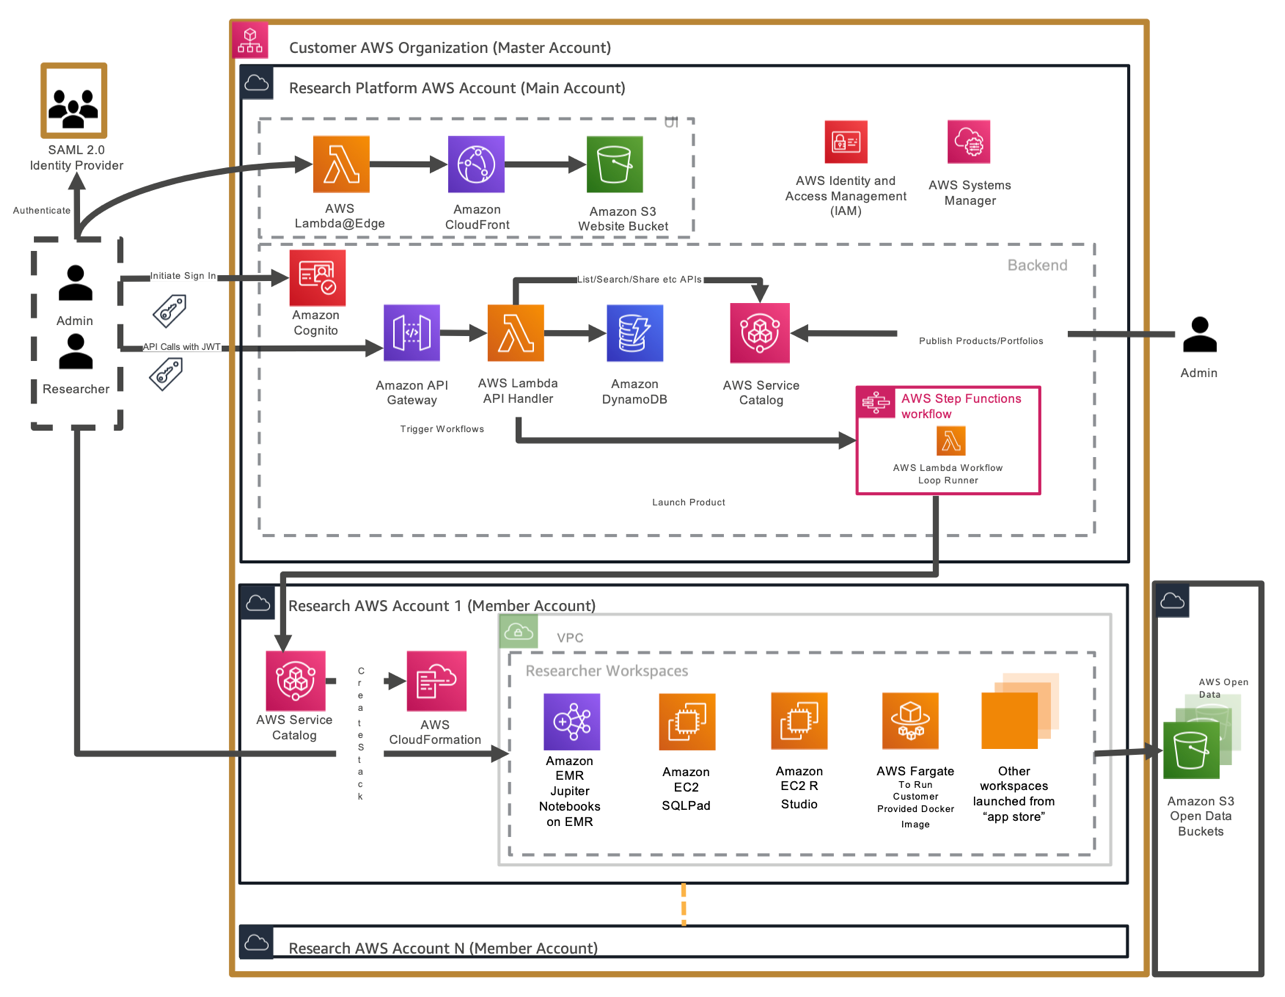 Customer AWS Organization (Master Account)
Research Platform AWS Account (Main Account)
SAML 2.0
Identity Provider
Authenticate
UI
AWS
Lambda@Edge
Amazon
CloudFront
Amazon S3
Website Bucket
AWS Identity and
Access Management
(IAM)
AWS Systems
Manager
Backend
Admin
Researcher
Initiate Sign In
API Calls with JWT
Amazon
Cognito
List/Search/Share etc APIs
Amazon API
Gateway
AWS Lambda
API Handler
Amazon
DynamoDB
AWS Service
Catalog
Publish Products/Portfolios
Admin
Trigger Workflows
AWS Step Functions
workflow
AWS Lambda Workflow
Loop Runner
Launch Product
Research AWS Account 1 (Member Account)
VPC
Researcher Workspaces
AWS Service
Catalog
CreateStack
AWS
CloudFormation
Amazon
EMR
Jupiter
Notebooks
on EMR
Amazon
EC2
SQLPad
Amazon
EC2 R
Studio
AWS Fargate
To Run
Customer
Provided Docker
Image
Other
workspaces
launched from
“app store”
AWS Open
Data
Amazon S3
Open Data
Buckets
Research AWS Account N (Member Account)